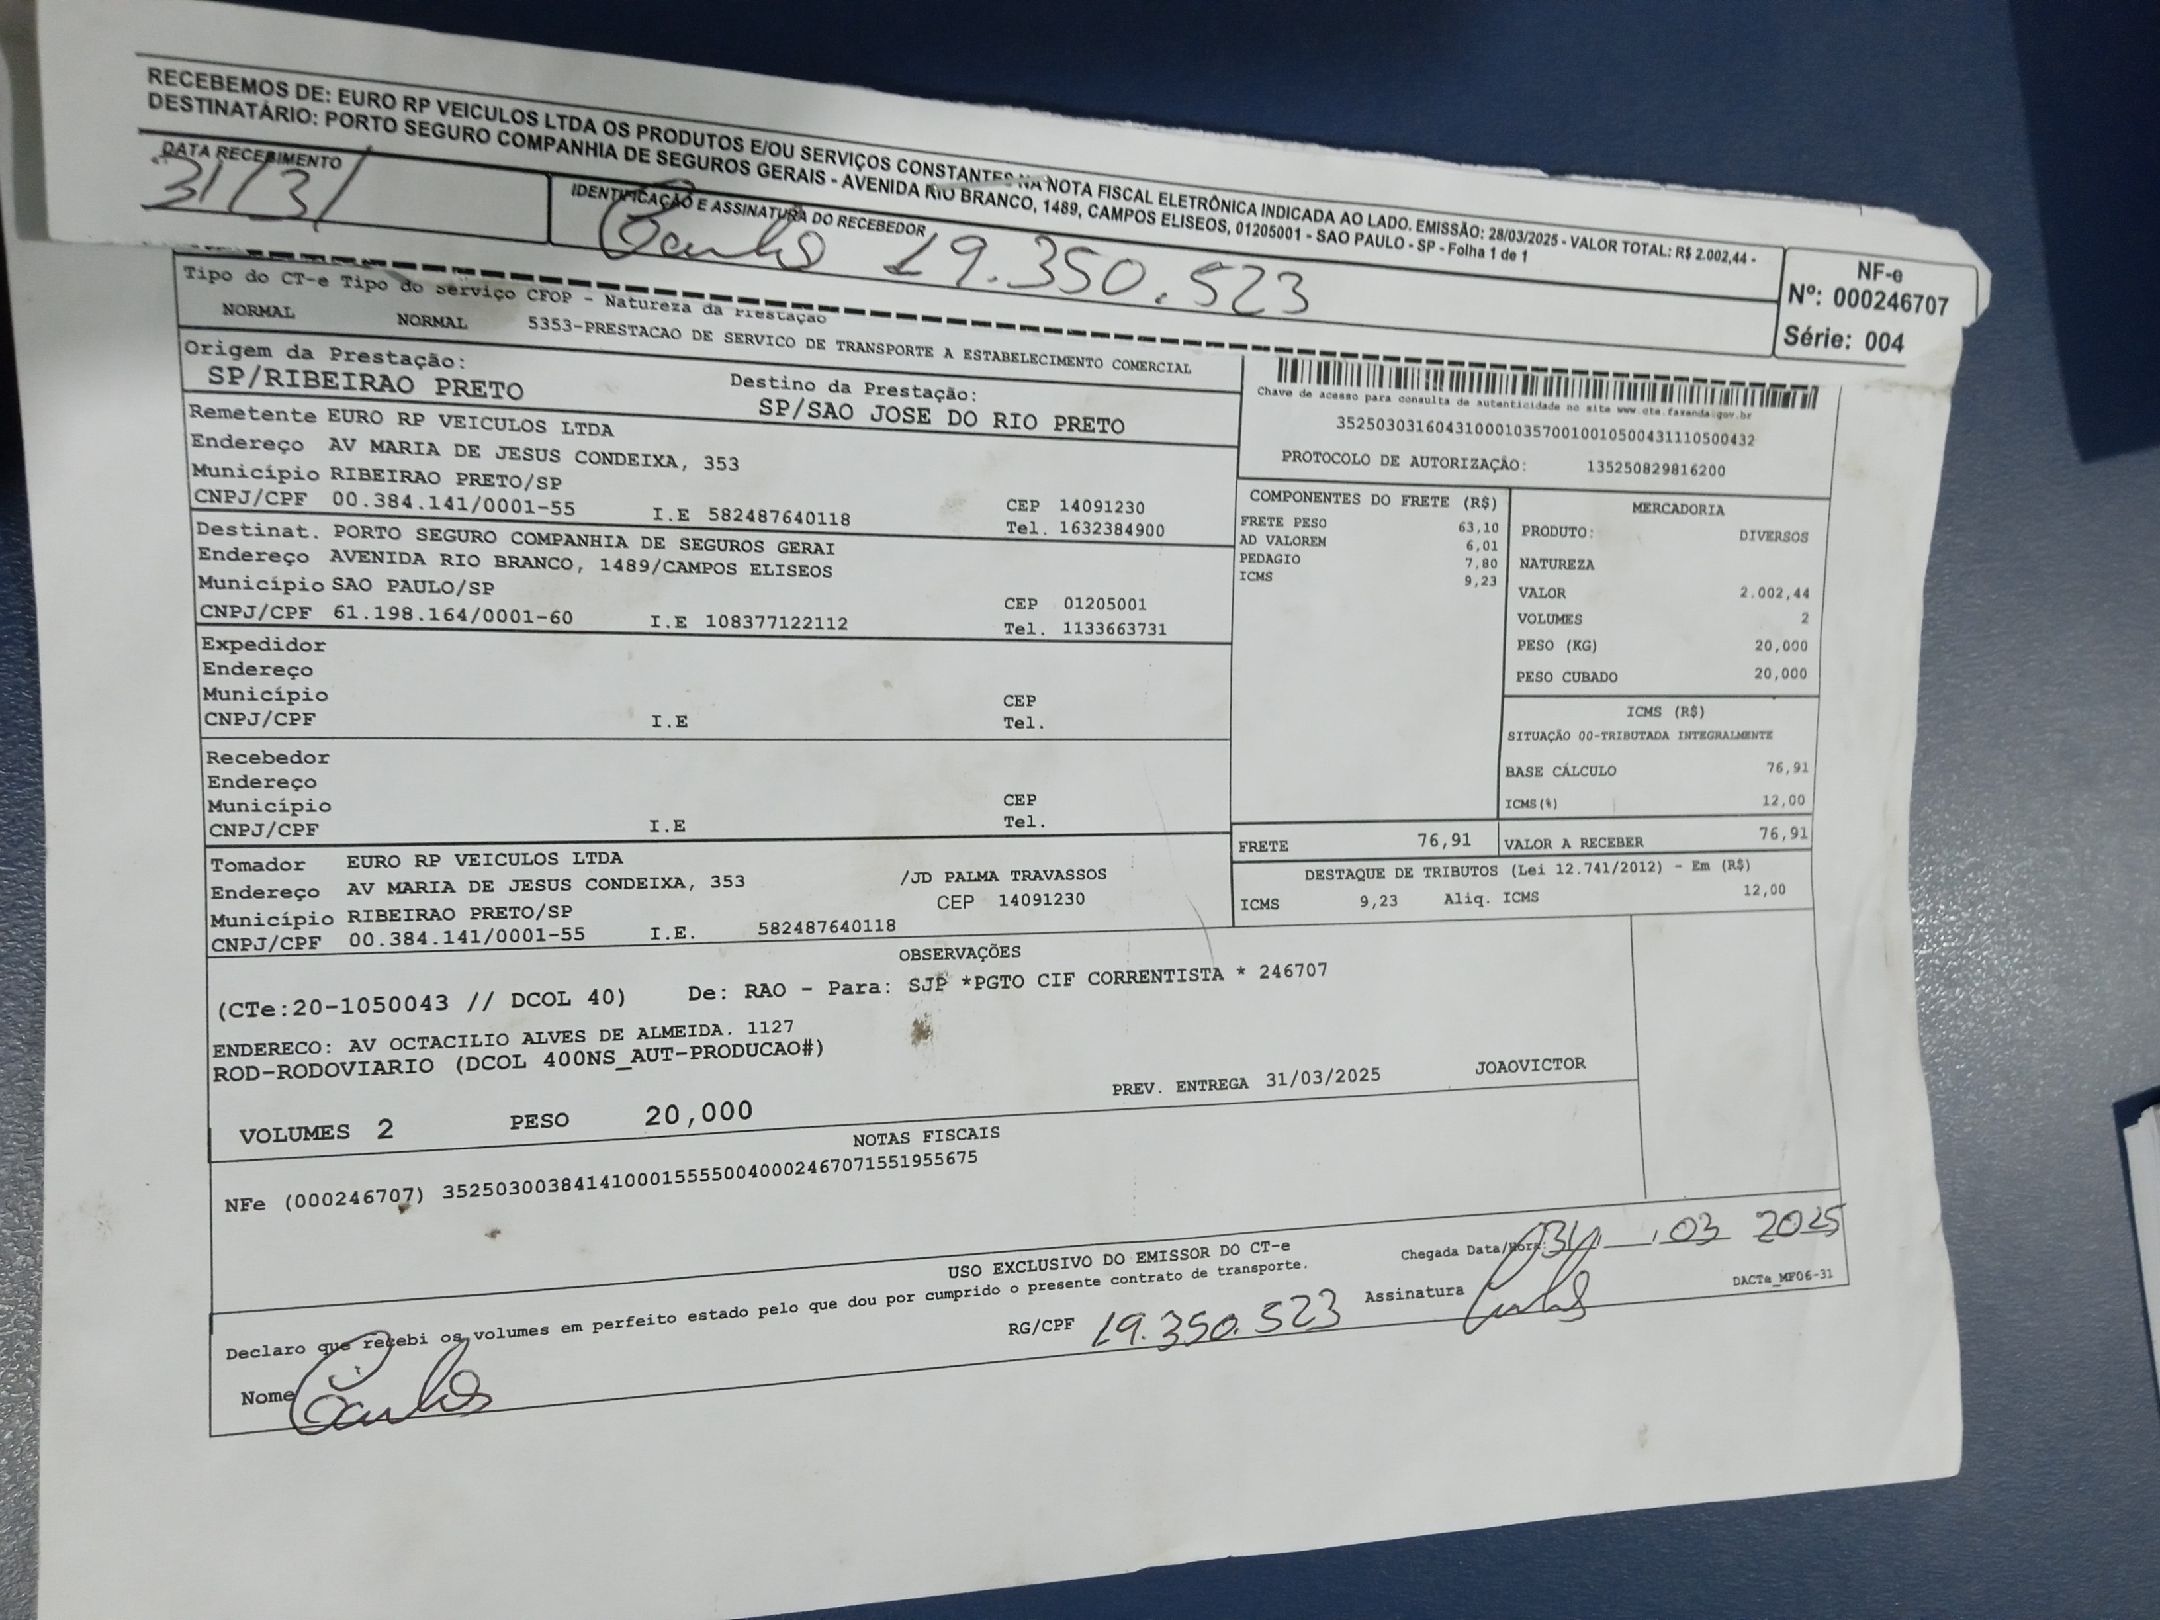 RECEBEMOS DE: EURO RP VEICULOS LTDA OS PRODUTOS E/OU SERVIÇOS CONSTANTES NA NOTA FISCAL ELETRÔNICA INDICADA AO LADO. EMISSÃO: 28/03/2025 - VALOR TOTAL: R$ 2.002,44 -
DESTINATÁRIO: PORTO SEGURO COMPANHIA DE SEGUROS GERAIS - AVENIDA RIO BRANCO, 1489, CAMPOS ELISEOS, 01205001 - SAO PAULO - SP - Folha 1 de 1
DATA RECEBIMENTO
31/3/
IDENTIFICAÇÃO E ASSINATURA DO RECEBEDOR
Carlos 19.350.523
NF-e
Nº: 000246707
Série: 004
Tipo do CT-e Tipo do serviço CFOP - Natureza da Prestação
NORMAL NORMAL 5353-PRESTACAO DE SERVICO DE TRANSPORTE A ESTABELECIMENTO COMERCIAL
Origem da Prestação: Destino da Prestação:
SP/RIBEIRAO PRETO SP/SAO JOSE DO RIO PRETO
Chave de acesso para consulta de autenticidade no site www.cte.fazenda.gov.br
35250303160431000103570010010500431110500432
PROTOCOLO DE AUTORIZAÇÃO: 135250829816200
Remetente EURO RP VEICULOS LTDA
Endereço AV MARIA DE JESUS CONDEIXA, 353
Município RIBEIRAO PRETO/SP CEP 14091230
CNPJ/CPF 00.384.141/0001-55 I.E 582487640118 Tel. 1632384900
Destinat. PORTO SEGURO COMPANHIA DE SEGUROS GERAI
Endereço AVENIDA RIO BRANCO, 1489/CAMPOS ELISEOS
Município SAO PAULO/SP CEP 01205001
CNPJ/CPF 61.198.164/0001-60 I.E 108377122112 Tel. 1133663731
Expedidor
Endereço
Município CEP
CNPJ/CPF I.E Tel.
Recebedor
Endereço
Município CEP
CNPJ/CPF I.E Tel.
Tomador EURO RP VEICULOS LTDA
Endereço AV MARIA DE JESUS CONDEIXA, 353 /JD PALMA TRAVASSOS
Município RIBEIRAO PRETO/SP CEP 14091230
CNPJ/CPF 00.384.141/0001-55 I.E. 582487640118
COMPONENTES DO FRETE (R$)
FRETE PESO 63,10
AD VALOREM 6,01
PEDAGIO 7,80
ICMS 9,23
MERCADORIA
PRODUTO: DIVERSOS
NATUREZA
VALOR 2.002,44
VOLUMES 2
PESO (KG) 20,000
PESO CUBADO 20,000
ICMS (R$)
SITUAÇÃO 00-TRIBUTADA INTEGRALMENTE
BASE CÁLCULO 76,91
ICMS(%) 12,00
FRETE 76,91 VALOR A RECEBER 76,91
DESTAQUE DE TRIBUTOS (Lei 12.741/2012) - Em (R$)
ICMS 9,23 Aliq. ICMS 12,00
OBSERVAÇÕES
(CTe:20-1050043 // DCOL 40) De: RAO - Para: SJP *PGTO CIF CORRENTISTA * 246707
ENDERECO: AV OCTACILIO ALVES DE ALMEIDA. 1127
ROD-RODOVIARIO (DCOL 400NS_AUT-PRODUCAO#)
PREV. ENTREGA 31/03/2025 JOAOVICTOR
VOLUMES 2 PESO 20,000
NOTAS FISCAIS
NFe (000246707) 35250300384141000155550040002467071551955675
USO EXCLUSIVO DO EMISSOR DO CT-e
Chegada Data/Hora: 31 03 2025
Declaro que recebi os volumes em perfeito estado pelo que dou por cumprido o presente contrato de transporte.
DACTe_MF06-31
Nome Carlos RG/CPF 19.350.523 Assinatura Carlos